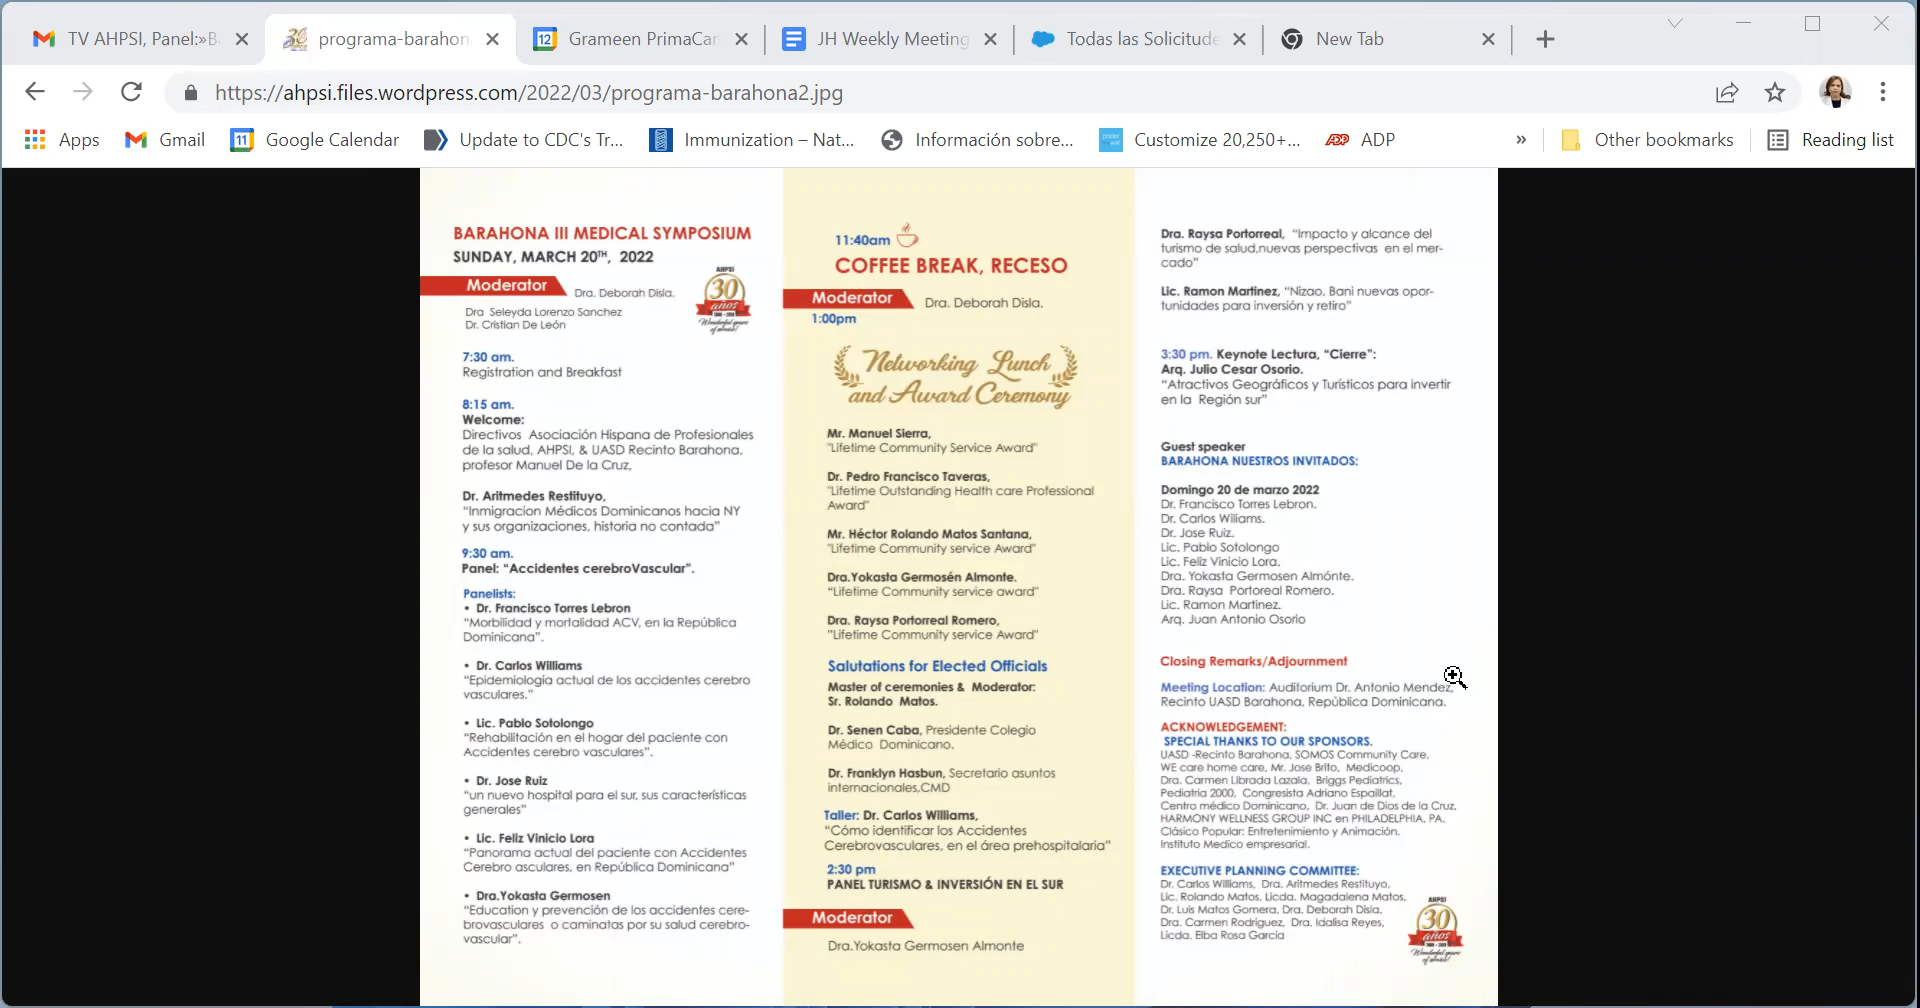 TV AHPSI, Panel:»B
programa-barahon
12
Grameen PrimaCar
JH Weekly Meeting
Todas las Solicitude
New Tab
https://ahpsi.files.wordpress.com/2022/03/programa-barahona2.jpg
Apps
Gmail
11
Google Calendar
Update to CDC's Tr...
Immunization – Nat...
Información sobre...
Customize 20,250+...
ADP
ADP
»
Other bookmarks
Reading list
BARAHONA III MEDICAL SYMPOSIUM
SUNDAY, MARCH 20TH, 2022
Moderator
Dra. Deborah Disla.
Dra Seleyda Lorenzo Sanchez
Dr. Cristian De León
AHPSI
30
años
Wonderful years
of service!
7:30 am.
Registration and Breakfast
8:15 am.
Welcome:
Directivos Asociación Hispana de Profesionales
de la salud, AHPSI, & UASD Recinto Barahona,
profesor Manuel De la Cruz,
Dr. Aritmedes Restituyo,
“Inmigracion Médicos Dominicanos hacia NY
y sus organizaciones, historia no contada”
9:30 am.
Panel: “Accidentes cerebroVascular”.
Panelists:
• Dr. Francisco Torres Lebron
“Morbilidad y mortalidad ACV, en la República
Dominicana”.
• Dr. Carlos Williams
“Epidemiología actual de los accidentes cerebro
vasculares.”
• Lic. Pablo Sotolongo
“Rehabilitación en el hogar del paciente con
Accidentes cerebro vasculares”.
• Dr. Jose Ruiz
“un nuevo hospital para el sur, sus características
generales”
• Lic. Feliz Vinicio Lora
“Panorama actual del paciente con Accidentes
Cerebro asculares, en República Dominicana”
• Dra.Yokasta Germosen
“Education y prevención de los accidentes cere-
brovasculares o caminatas por su salud cerebro-
vascular”.
11:40am
COFFEE BREAK, RECESO
Moderator
Dra. Deborah Disla.
1:00pm
Networking Lunch
and Award Ceremony
Mr. Manuel Sierra,
"Lifetime Community Service Award"
Dr. Pedro Francisco Taveras,
"Lifetime Outstanding Health care Professional
Award"
Mr. Héctor Rolando Matos Santana,
"Lifetime Community service Award"
Dra.Yokasta Germosén Almonte.
“Lifetime Community service award”
Dra. Raysa Portorreal Romero,
"Lifetime Community service Award"
Salutations for Elected Officials
Master of ceremonies & Moderator:
Sr. Rolando Matos.
Dr. Senen Caba, Presidente Colegio
Médico Dominicano.
Dr. Franklyn Hasbun, Secretario asuntos
internacionales,CMD
Taller: Dr. Carlos Williams,
“Cómo identificar los Accidentes
Cerebrovasculares, en el área prehospitalaria”
2:30 pm
PANEL TURISMO & INVERSIÓN EN EL SUR
Moderator
Dra.Yokasta Germosen Almonte
Dra. Raysa Portorreal, “Impacto y alcance del
turismo de salud,nuevas perspectivas en el mer-
cado”
Lic. Ramon Martinez, “Nizao, Bani nuevas opor-
tunidades para inversión y retiro”
3:30 pm. Keynote Lectura, “Cierre”:
Arq. Julio Cesar Osorio.
“Atractivos Geográficos y Turísticos para invertir
en la Región sur”
Guest speaker
BARAHONA NUESTROS INVITADOS:
Domingo 20 de marzo 2022
Dr. Francisco Torres Lebron.
Dr. Carlos Wiliams.
Dr. Jose Ruiz.
Lic. Pablo Sotolongo
Lic. Feliz Vinicio Lora.
Dra. Yokasta Germosen Almónte.
Dra. Raysa Portoreal Romero.
Lic. Ramon Martinez.
Arq. Juan Antonio Osorio
Closing Remarks/Adjournment
Meeting Location: Auditorium Dr. Antonio Mendez,
Recinto UASD Barahona, República Dominicana.
ACKNOWLEDGEMENT:
SPECIAL THANKS TO OUR SPONSORS.
UASD -Recinto Barahona, SOMOS Community Care,
WE care home care, Mr. Jose Brito, Medicoop,
Dra. Carmen Librada Lazala, Briggs Pediatrics,
Pediatria 2000, Congresista Adriano Espaillat,
Centro médico Dominicano, Dr. Juan de Dios de la Cruz,
HARMONY WELLNESS GROUP INC en PHILADELPHIA, PA.
Clásico Popular: Entretenimiento y Animación.
Instituto Medico empresarial.
EXECUTIVE PLANNING COMMITTEE:
Dr. Carlos Williams, Dra. Aritmedes Restituyo,
Lic. Rolando Matos, Licda. Magadalena Matos,
Dr. Luis Matos Gomera, Dra. Deborah Disla,
Dra. Carmen Rodríguez, Dra. Idalisa Reyes,
Licda. Elba Rosa Garcia
AHPSI
30
años
Wonderful years
of service!